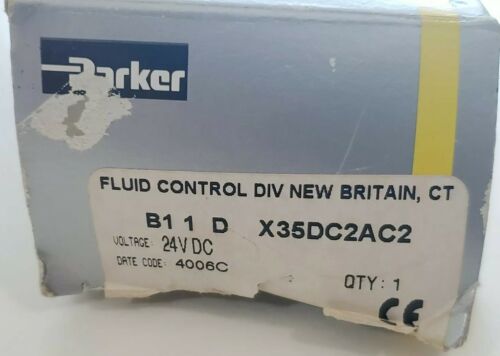 Parker
FLUID CONTROL DIV NEW BRITAIN, CT
B1 1 D X35DC2AC2
VOLTAGE: 24V DC
DATE CODE: 4006C
QTY: 1
CE